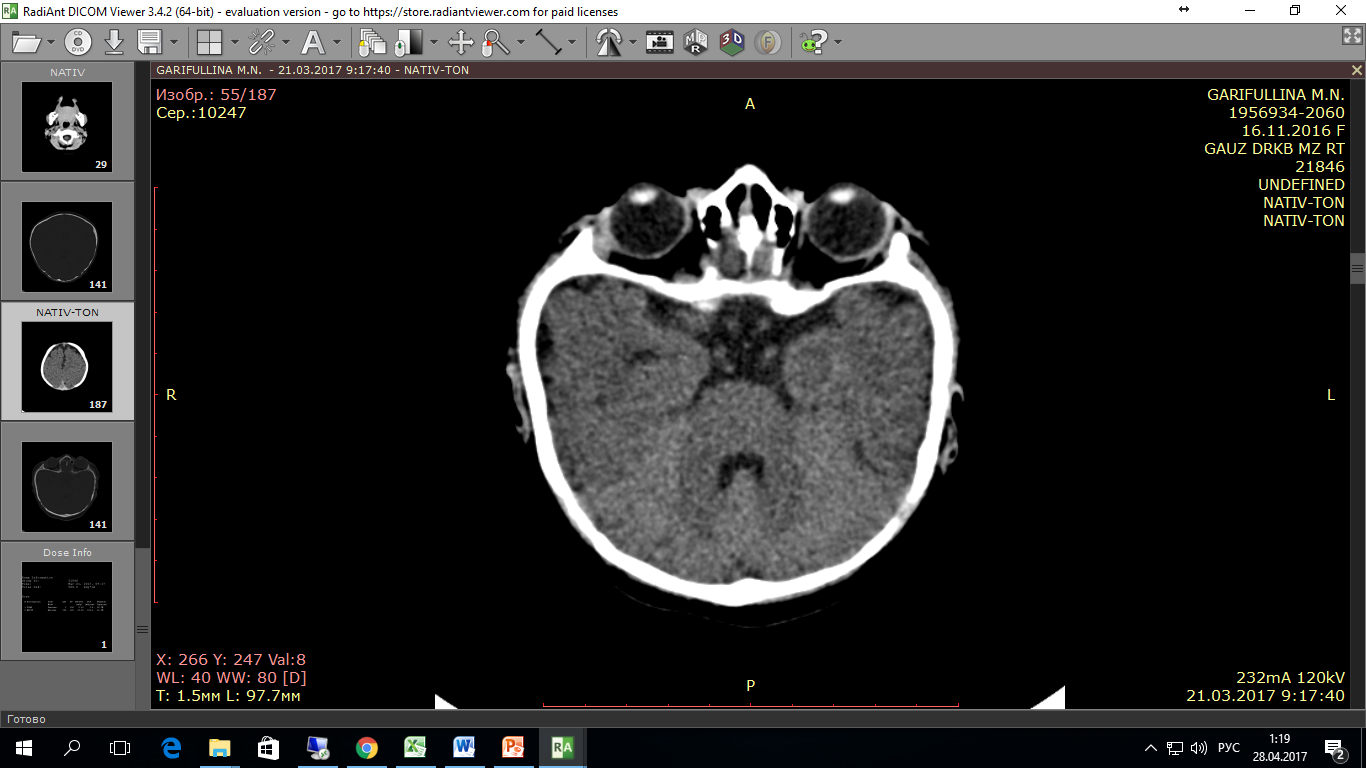 RadiAnt DICOM Viewer 3.4.2 (64-bit) - evaluation version - go to https://store.radiantviewer.com for paid licenses
NATIV
29
141
NATIV-TON
187
141
Dose Info
1
GARIFULLINA M.N. - 21.03.2017 9:17:40 - NATIV-TON
Изобр.: 55/187
Сер.:10247
A
GARIFULLINA M.N.
1956934-2060
16.11.2016 F
GAUZ DRKB MZ RT
21846
UNDEFINED
NATIV-TON
NATIV-TON
R
L
X: 266 Y: 247 Val:8
WL: 40 WW: 80 [D]
T: 1.5мм L: 97.7мм
P
232mA 120kV
21.03.2017 9:17:40
Готово
РУС
1:19
28.04.2017
2